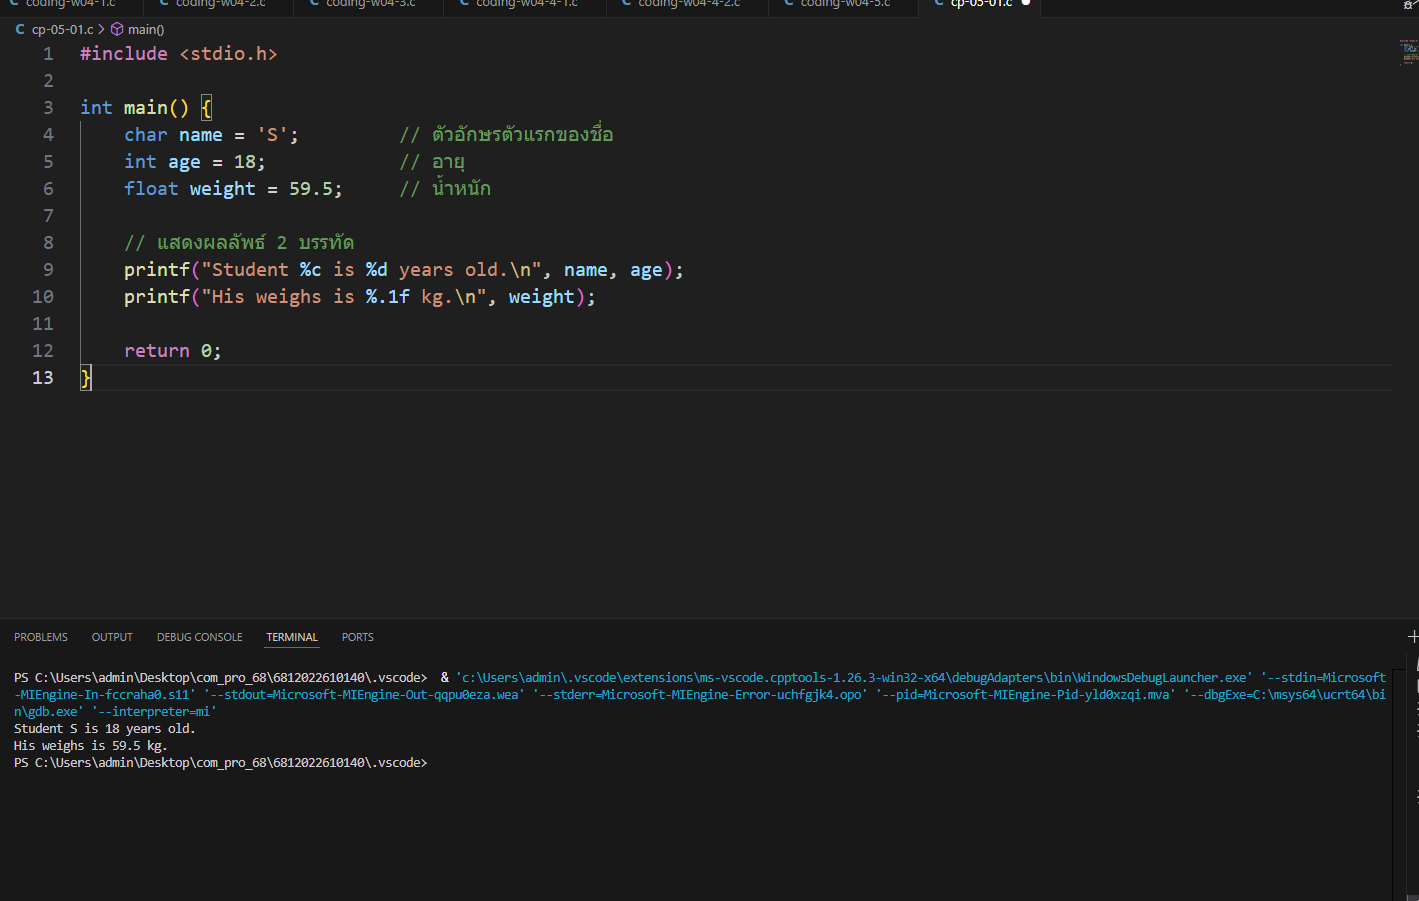 coding-w04-1.c coding-w04-2.c coding-w04-3.c coding-w04-4-1.c coding-w04-4-2.c coding-w04-5.c cp-05-01.c
C cp-05-01.c > main()
1 #include <stdio.h>
2
3 int main() {
4 char name = 'S'; // ตัวอักษรตัวแรกของชื่อ
5 int age = 18; // อายุ
6 float weight = 59.5; // น้ำหนัก
7
8 // แสดงผลลัพธ์ 2 บรรทัด
9 printf("Student %c is %d years old.\n", name, age);
10 printf("His weighs is %.1f kg.\n", weight);
11
12 return 0;
13 }
PROBLEMS OUTPUT DEBUG CONSOLE TERMINAL PORTS
PS C:\Users\admin\Desktop\com_pro_68\6812022610140\.vscode> & 'c:\Users\admin\.vscode\extensions\ms-vscode.cpptools-1.26.3-win32-x64\debugAdapters\bin\WindowsDebugLauncher.exe' '--stdin=Microsoft
-MIEngine-In-fccraha0.s11' '--stdout=Microsoft-MIEngine-Out-qqpu0eza.wea' '--stderr=Microsoft-MIEngine-Error-uchfgjk4.opo' '--pid=Microsoft-MIEngine-Pid-yld0xzqi.mva' '--dbgExe=C:\msys64\ucrt64\bi
n\gdb.exe' '--interpreter=mi'
Student S is 18 years old.
His weighs is 59.5 kg.
PS C:\Users\admin\Desktop\com_pro_68\6812022610140\.vscode>